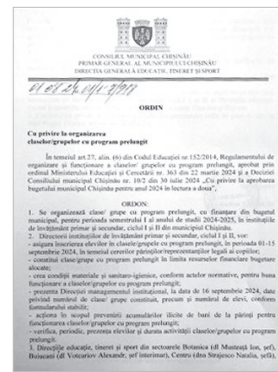 CONSILIUL MUNICIPAL CHIȘINĂU
PRIMAR GENERAL AL MUNICIPIULUI CHIȘINĂU
DIRECȚIA GENERALĂ EDUCAȚIE, TINERET ȘI SPORT
ORDIN
Cu privire la organizarea
claselor/grupelor cu program prelungit
În temeiul art.27, alin. (6) din Codul Educației nr.152/2014, Regulamentului de
organizare și funcționare a claselor/ grupelor cu program prelungit, aprobat prin
ordinul Ministerului Educației și Cercetării nr. 363 din 22 martie 2024 și a Deciziei
Consiliului municipal Chișinău nr. 10/2 din 30 iulie 2024 „Cu privire la aprobarea
bugetului municipal Chișinău pentru anul 2024 în lectura a doua”,
ORDON:
1. Se organizează clase/ grupe cu program prelungit, cu finanțare din bugetul
municipal, pentru perioada semestrului I al anului de studii 2024-2025, în instituțiile
de învățământ primar și secundar, ciclul I și II din municipiul Chișinău.
2. Directorii instituțiilor de învățământ primar și secundar, ciclul I și II, vor:
- asigura înscrierea elevilor în clasele/grupele cu program prelungit, în perioada 01-15
septembrie 2024, în temeiul cererilor părinților/reprezentanților legali ai copiilor;
- constitui clase/grupe cu program prelungit în limita resurselor financiare bugetare
alocate;
- crea condiții materiale și sanitaro-igienice, conform actelor normative, pentru buna
funcționare a claselor/grupelor cu program prelungit;
- prezenta Direcției managementul instituțional, la data de 16 septembrie 2024, date
privind numărul de clase/ grupe constituit, precum și numărul de elevi, conform
formularului stabilit;
- acționa în scopul prevenirii acumulărilor ilicite de bani de la părinți pentru
funcționarea claselor/grupelor cu program prelungit;
- verifica, periodic, prezența elevilor și durata activității claselor/grupelor cu program
prelungit.
3. Direcțiile educație, tineret și sport din sectoarele Botanica (dl Munteață Ion, șef),
Buiucani (dl Voicariov Alexandr, șef interimar), Centru (dna Strajesco Natalia, șefă),